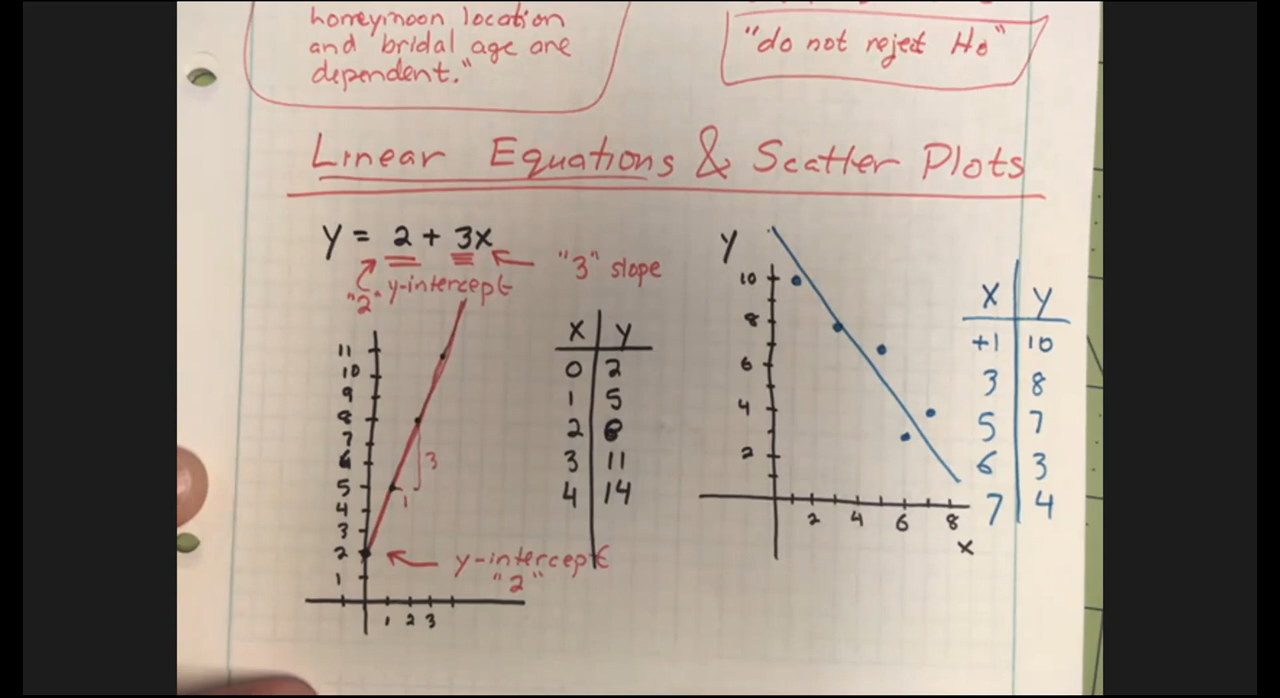 honeymoon location
and "bridal age are
dependent."
"do not reject Ho"
Linear Equations & Scatter Plots
y = 2 + 3x
"2" y-intercept
"3" slope
11
10
9
8
7
6
5
4
3
2
1
1 2 3
3
1
y-intercept
"2"
X Y
0 2
1 5
2 8
3 11
4 14
Y
10
8
6
4
2
2 4 6 8
X
X Y
+1 10
3 8
5 7
6 3
7 4